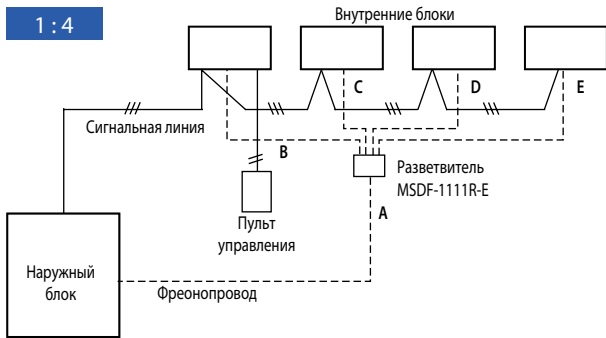 1 : 4
Внутренние блоки
C
D
E
Сигнальная линия
B
Разветвитель
MSDF-1111R-E
A
Пульт
управления
Наружный
блок
Фреонопровод